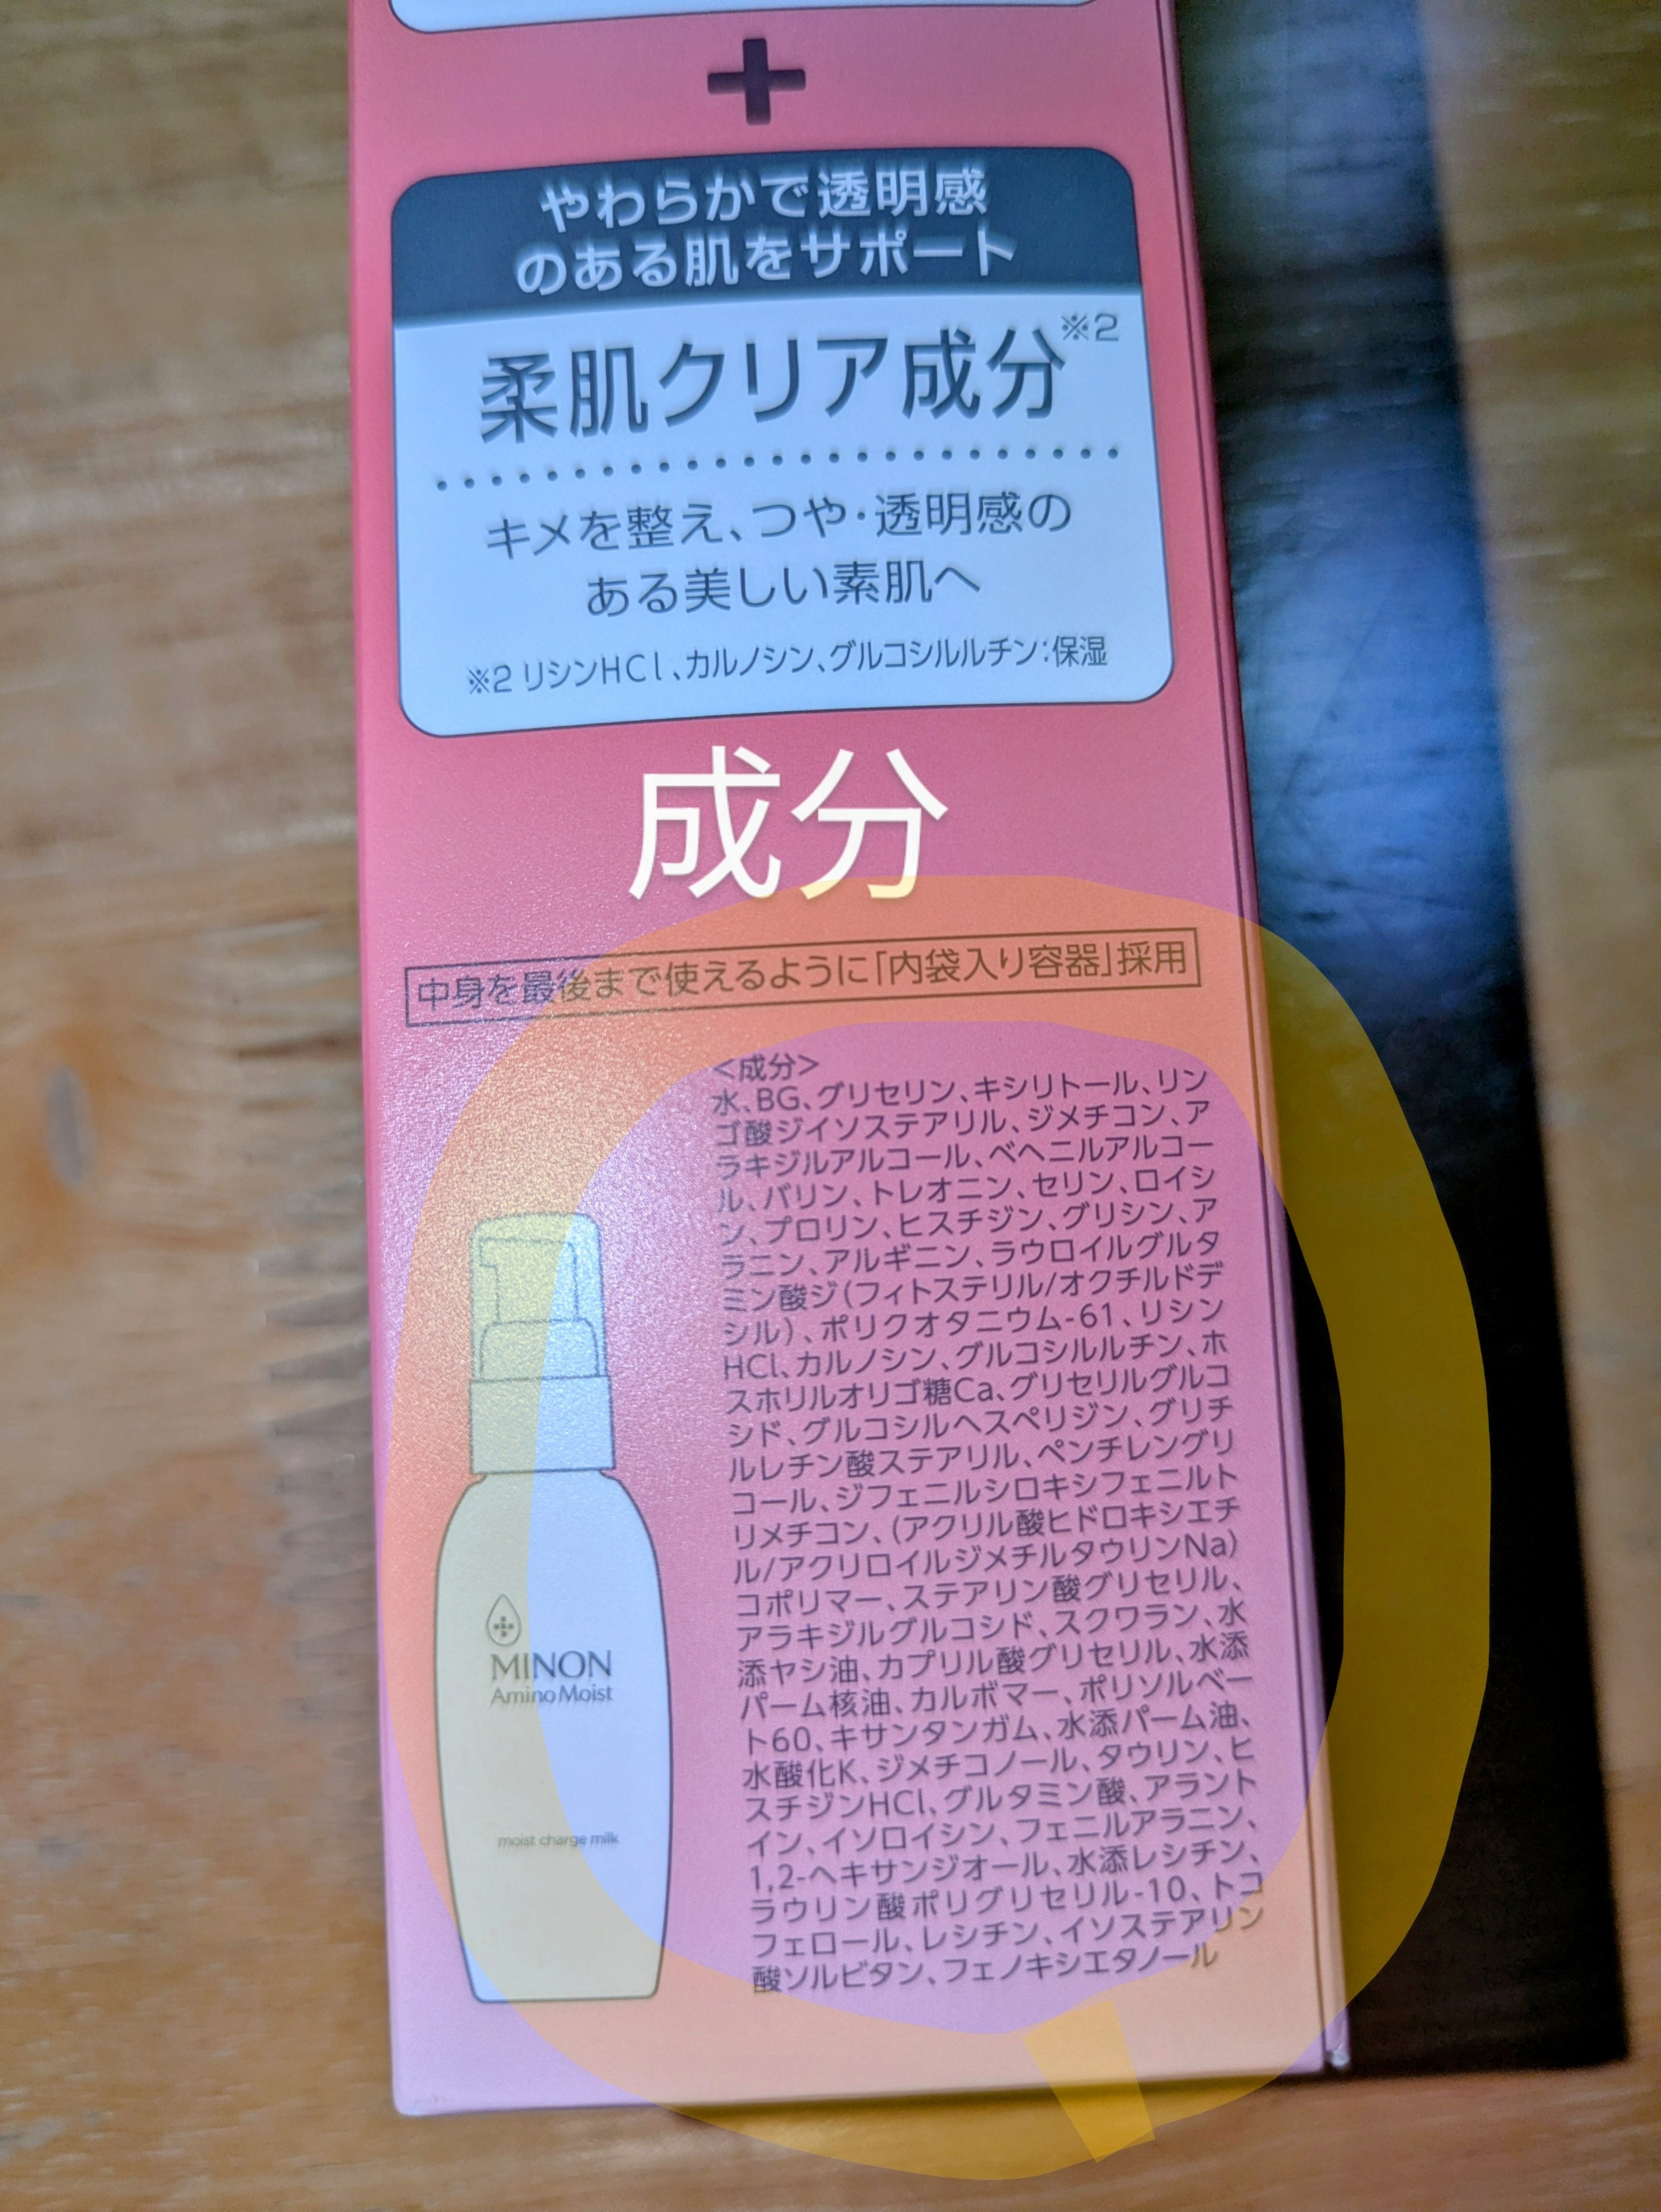 やわらかで透明感
のある肌をサポート
柔肌クリア成分※2
キメを整え、つや・透明感の
ある美しい素肌へ
※2 リシンHCl、カルノシン、グルコシルルチン：保湿
成分
中身を最後まで使えるように「内袋入り容器」採用
<成分>
水、BG、グリセリン、キシリトール、リン
ゴ酸ジイソステアリル、ジメチコン、ア
ラキジルアルコール、ベヘニルアルコー
ル、バリン、トレオニン、セリン、ロイシ
ン、プロリン、ヒスチジン、グリシン、ア
ラニン、アルギニン、ラウロイルグルタ
ミン酸ジ(フィトステリル/オクチルドデ
シル)、ポリクオタニウム-61、リシン
HCl、カルノシン、グルコシルルチン、ホ
スホリルオリゴ糖Ca、グリセリルグルコ
シド、グルコシルヘスペリジン、グリチ
ルレチン酸ステアリル、ペンチレングリ
コール、ジフェニルシロキシフェニルト
リメチコン、(アクリル酸ヒドロキシエチ
ル/アクリロイルジメチルタウリンNa)
コポリマー、ステアリン酸グリセリル、
アラキジルグルコシド、スクワラン、水
添ヤシ油、カプリル酸グリセリル、水添
パーム核油、カルボマー、ポリソルベー
ト60、キサンタンガム、水添パーム油、
水酸化K、ジメチコノール、タウリン、ヒ
スチジンHCl、グルタミン酸、アラント
イン、イソロイシン、フェニルアラニン、
1,2-ヘキサンジオール、水添レシチン、
ラウリン酸ポリグリセリル-10、トコ
フェロール、レシチン、イソステアリン
酸ソルビタン、フェノキシエタノール
MINON
Amino Moist
moist charge milk